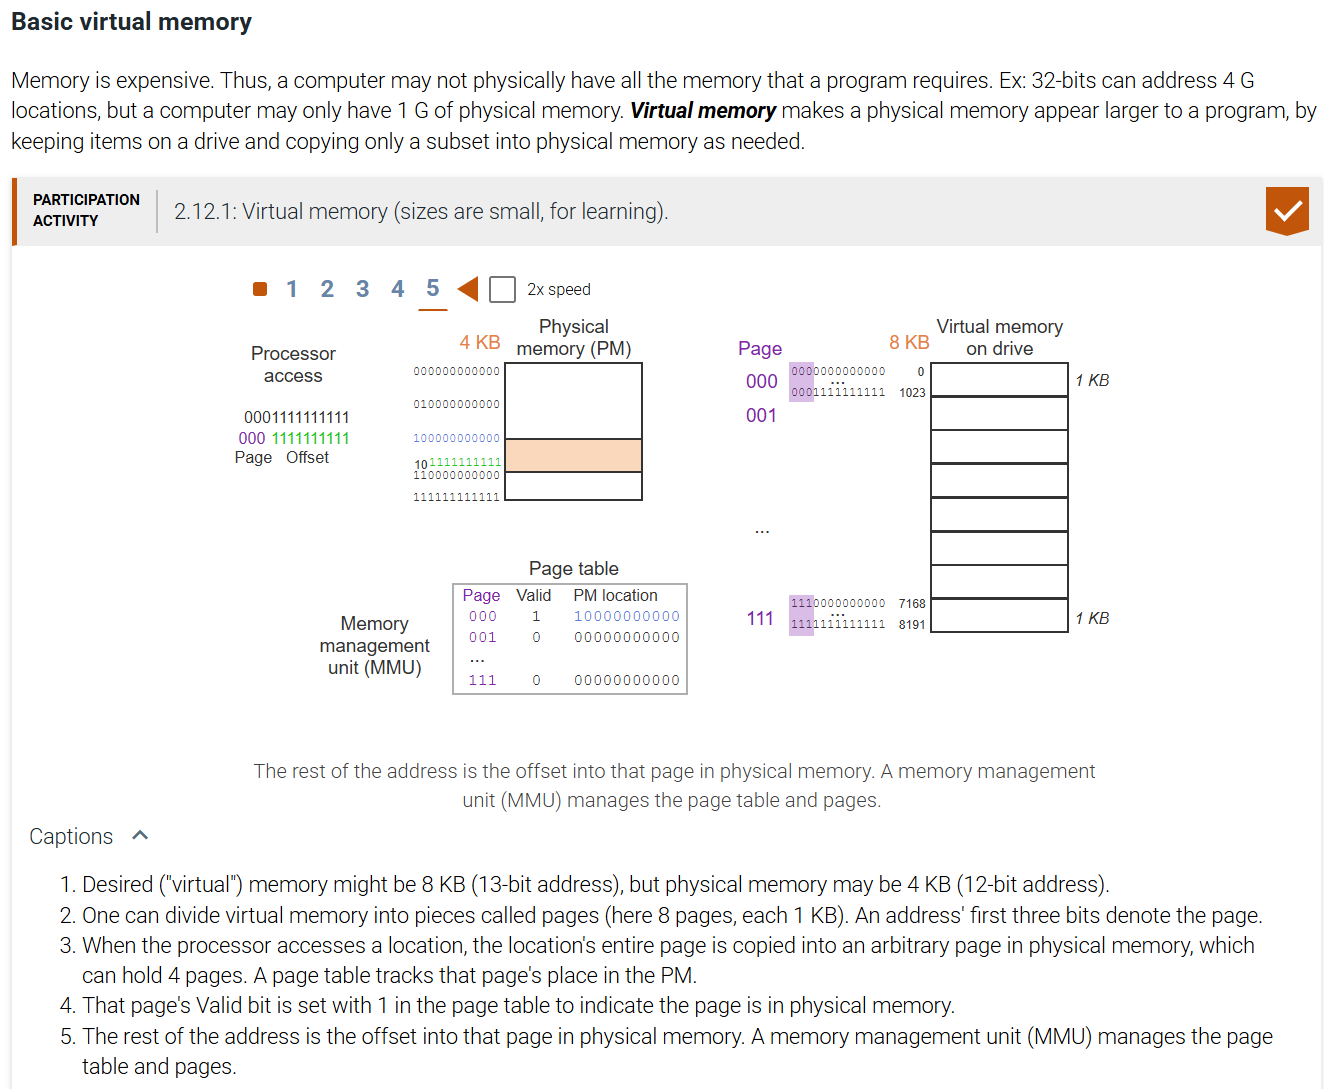 Basic virtual memory
Memory is expensive. Thus, a computer may not physically have all the memory that a program requires. Ex: 32-bits can address 4 G
locations, but a computer may only have 1 G of physical memory. Virtual memory makes a physical memory appear larger to a program, by
keeping items on a drive and copying only a subset into physical memory as needed.
PARTICIPATION
ACTIVITY
2.12.1: Virtual memory (sizes are small, for learning).
1 2 3 4 5 2x speed
Processor
access
0001111111111
000 1111111111
Page Offset
4 KB
Physical
memory (PM)
000000000000
010000000000
100000000000
101111111111
110000000000
111111111111
Page
000
001
...
111
8 KB
Virtual memory
on drive
0000000000000 0
...
0001111111111 1023
1 KB
1110000000000 7168
...
1111111111111 8191
1 KB
Memory
management
unit (MMU)
Page table
Page Valid PM location
000 1 10000000000
001 0 00000000000
...
111 0 00000000000
The rest of the address is the offset into that page in physical memory. A memory management
unit (MMU) manages the page table and pages.
Captions
1. Desired ("virtual") memory might be 8 KB (13-bit address), but physical memory may be 4 KB (12-bit address).
2. One can divide virtual memory into pieces called pages (here 8 pages, each 1 KB). An address' first three bits denote the page.
3. When the processor accesses a location, the location's entire page is copied into an arbitrary page in physical memory, which
can hold 4 pages. A page table tracks that page's place in the PM.
4. That page's Valid bit is set with 1 in the page table to indicate the page is in physical memory.
5. The rest of the address is the offset into that page in physical memory. A memory management unit (MMU) manages the page
table and pages.